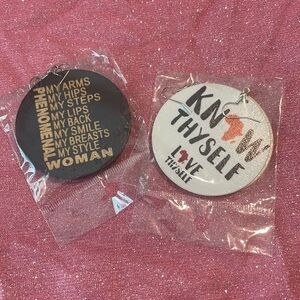 PHENOMENAL
MY ARMS
MY HIPS
MY STEPS
MY LIPS
MY BACK
MY SMILE
MY BREASTS
MY STYLE
WOMAN
KNOW
THYSELF
LOVE
THYSELF